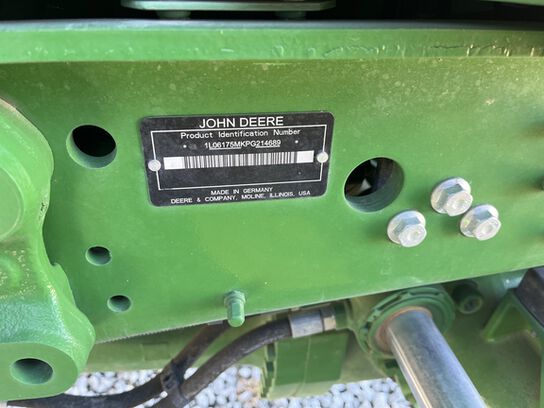 JOHN DEERE
Product Identification Number
* 1L06175MKPG214689 *
MADE IN GERMANY
DEERE & COMPANY, MOLINE, ILLINOIS, USA